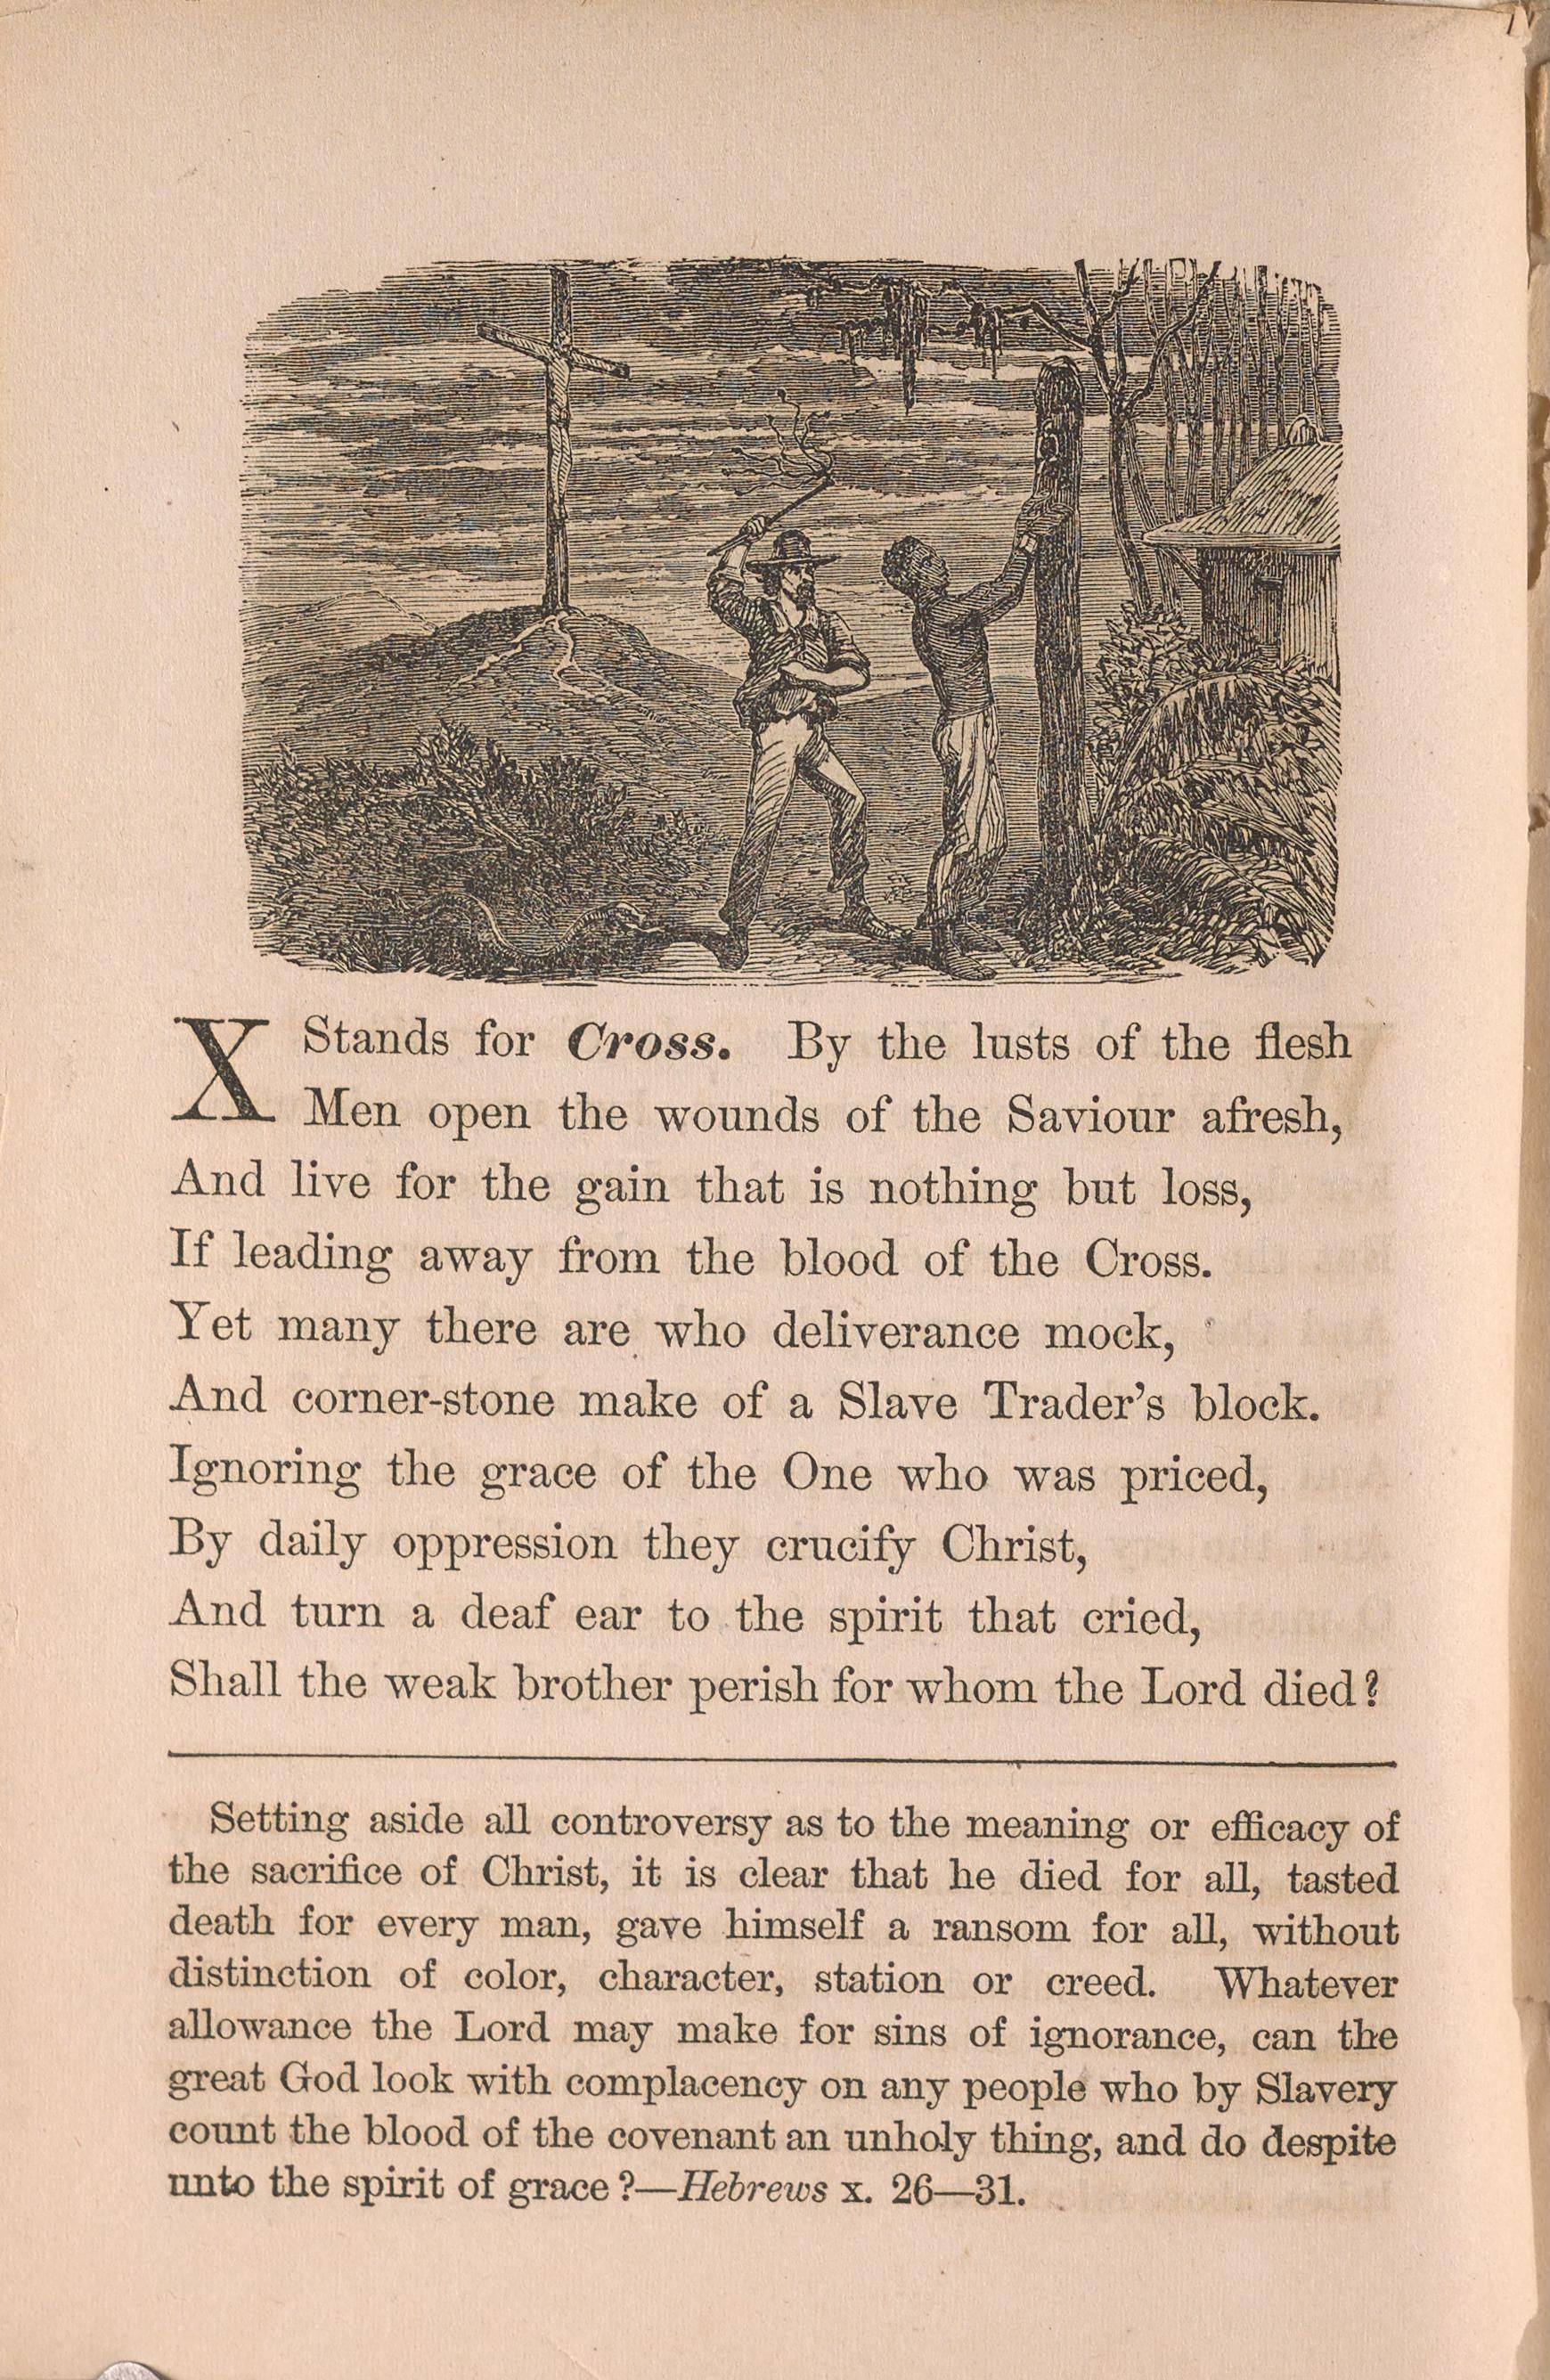 X Stands for Cross. By the lusts of the flesh
Men open the wounds of the Saviour afresh,
And live for the gain that is nothing but loss,
If leading away from the blood of the Cross.
Yet many there are who deliverance mock,
And corner-stone make of a Slave Trader's block.
Ignoring the grace of the One who was priced,
By daily oppression they crucify Christ,
And turn a deaf ear to the spirit that cried,
Shall the weak brother perish for whom the Lord died?
Setting aside all controversy as to the meaning or efficacy of
the sacrifice of Christ, it is clear that he died for all, tasted
death for every man, gave himself a ransom for all, without
distinction of color, character, station or creed. Whatever
allowance the Lord may make for sins of ignorance, can the
great God look with complacency on any people who by Slavery
count the blood of the covenant an unholy thing, and do despite
unto the spirit of grace?—Hebrews x. 26—31.